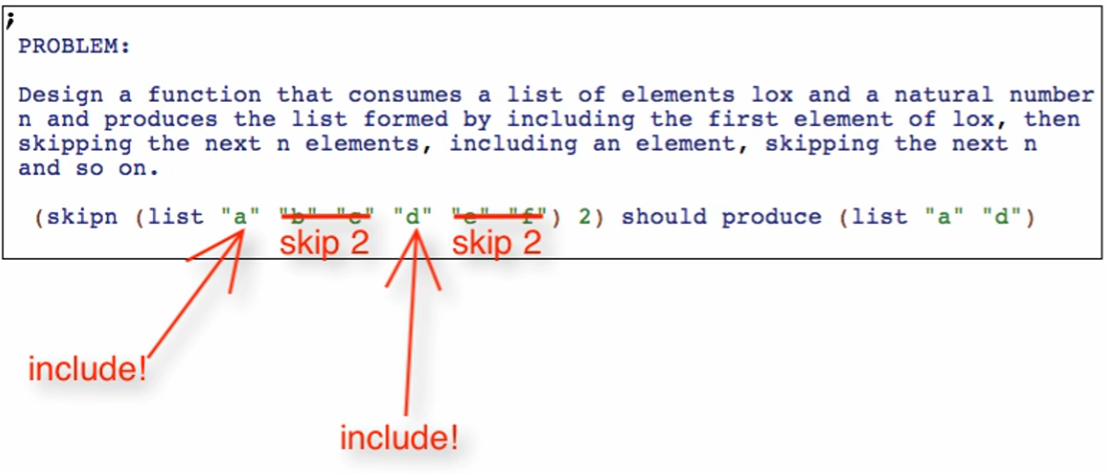 ;
PROBLEM:
Design a function that consumes a list of elements lox and a natural number
n and produces the list formed by including the first element of lox, then
skipping the next n elements, including an element, skipping the next n
and so on.
(skipn (list "a" "b" "c" "d" "e" "f") 2) should produce (list "a" "d")
skip 2 skip 2
include!
include!